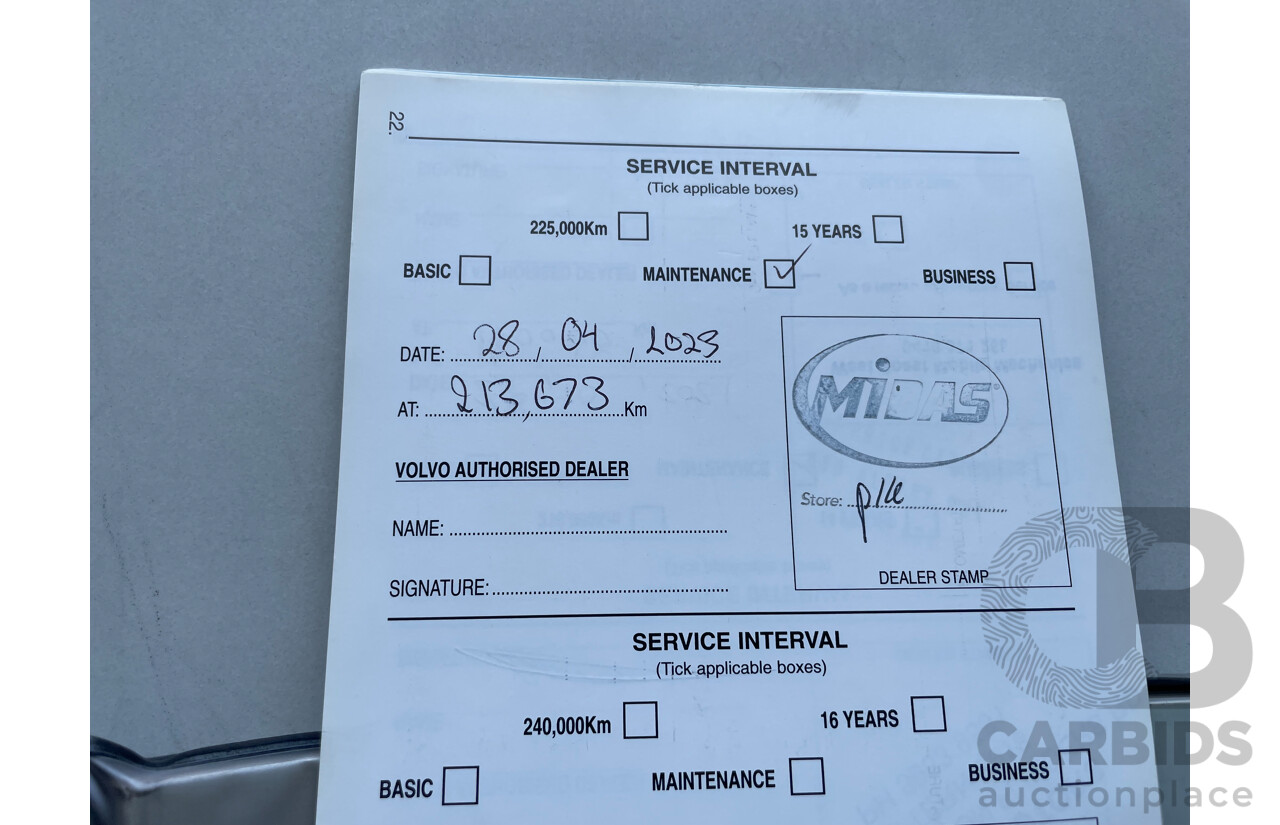 22.
SERVICE INTERVAL
(Tick applicable boxes)
225,000Km 15 YEARS
BASIC MAINTENANCE BUSINESS
DATE: 28, 04, 2023
AT: 213,673 Km
MIDAS
VOLVO AUTHORISED DEALER
Store:
NAME:
SIGNATURE:
DEALER STAMP
SERVICE INTERVAL
(Tick applicable boxes)
240,000Km 16 YEARS
BASIC MAINTENANCE BUSINESS
CARBIDS
auctionplace